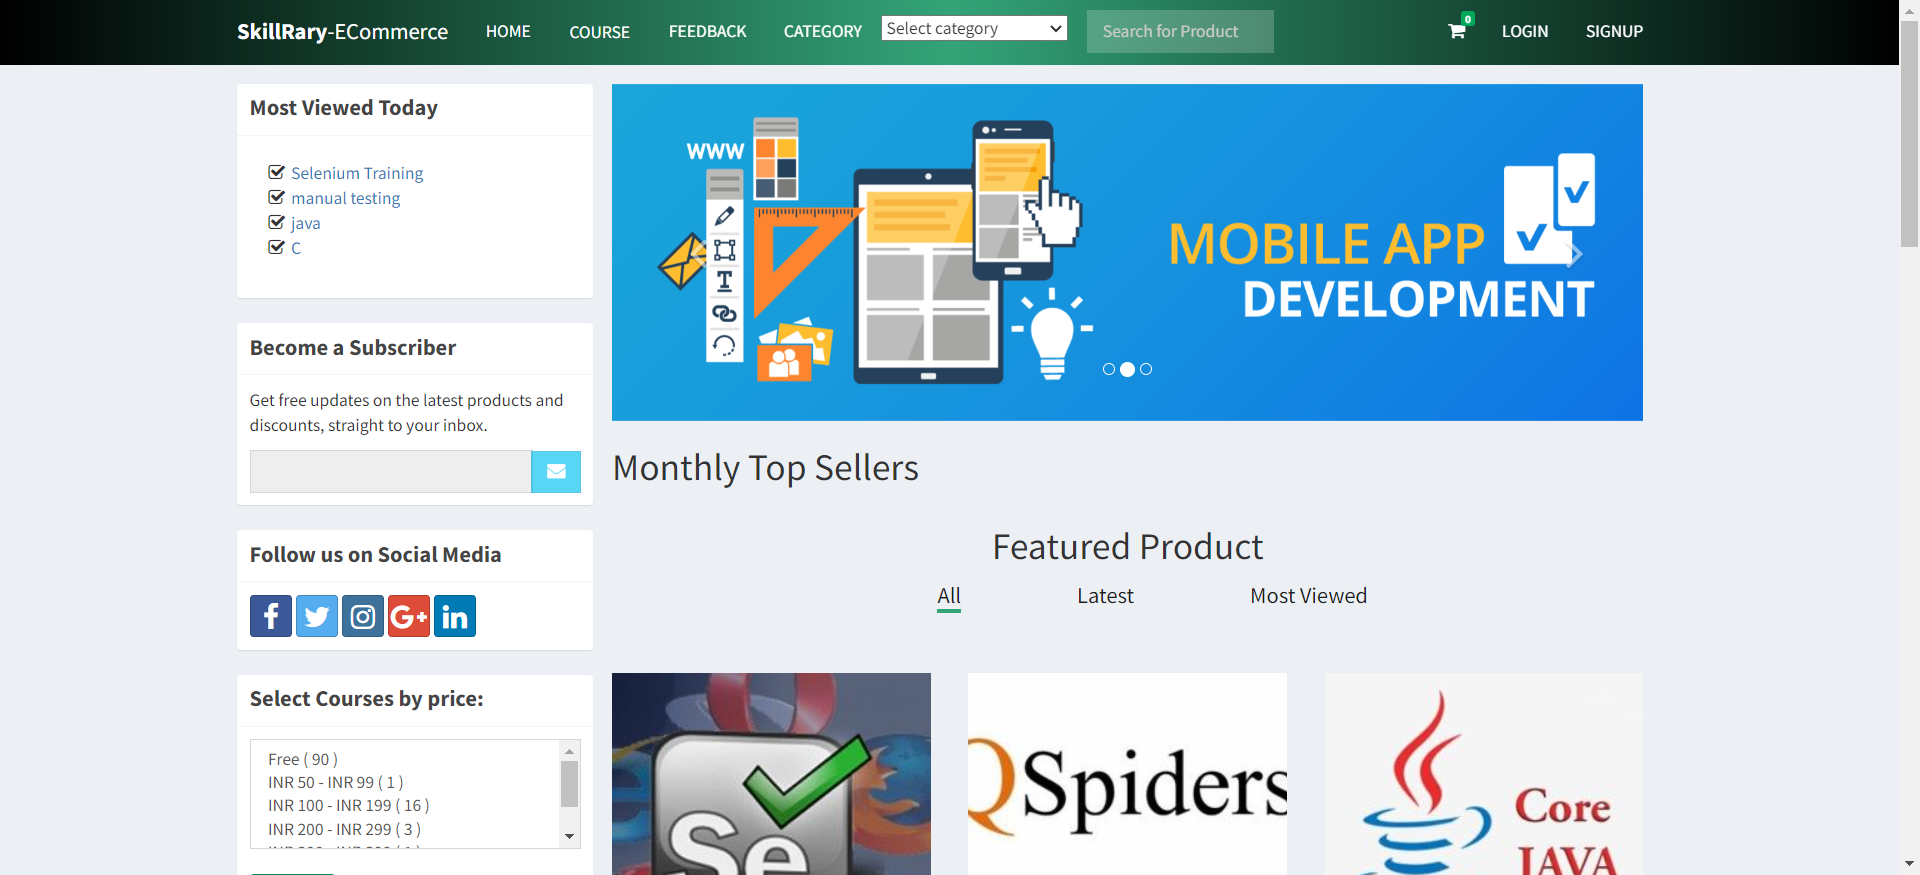 SkillRary-ECommerce HOME COURSE FEEDBACK CATEGORY Select category Search for Product 0 LOGIN SIGNUP
Most Viewed Today
Selenium Training
manual testing
java
C
Become a Subscriber
Get free updates on the latest products and
discounts, straight to your inbox.
Follow us on Social Media
f
G+
in
Select Courses by price:
Free ( 90 )
INR 50 - INR 99 ( 1 )
INR 100 - INR 199 ( 16 )
INR 200 - INR 299 ( 3 )
WWW
T
MOBILE APP
DEVELOPMENT
Monthly Top Sellers
Featured Product
All Latest Most Viewed
Se
QSpiders
Core
JAVA